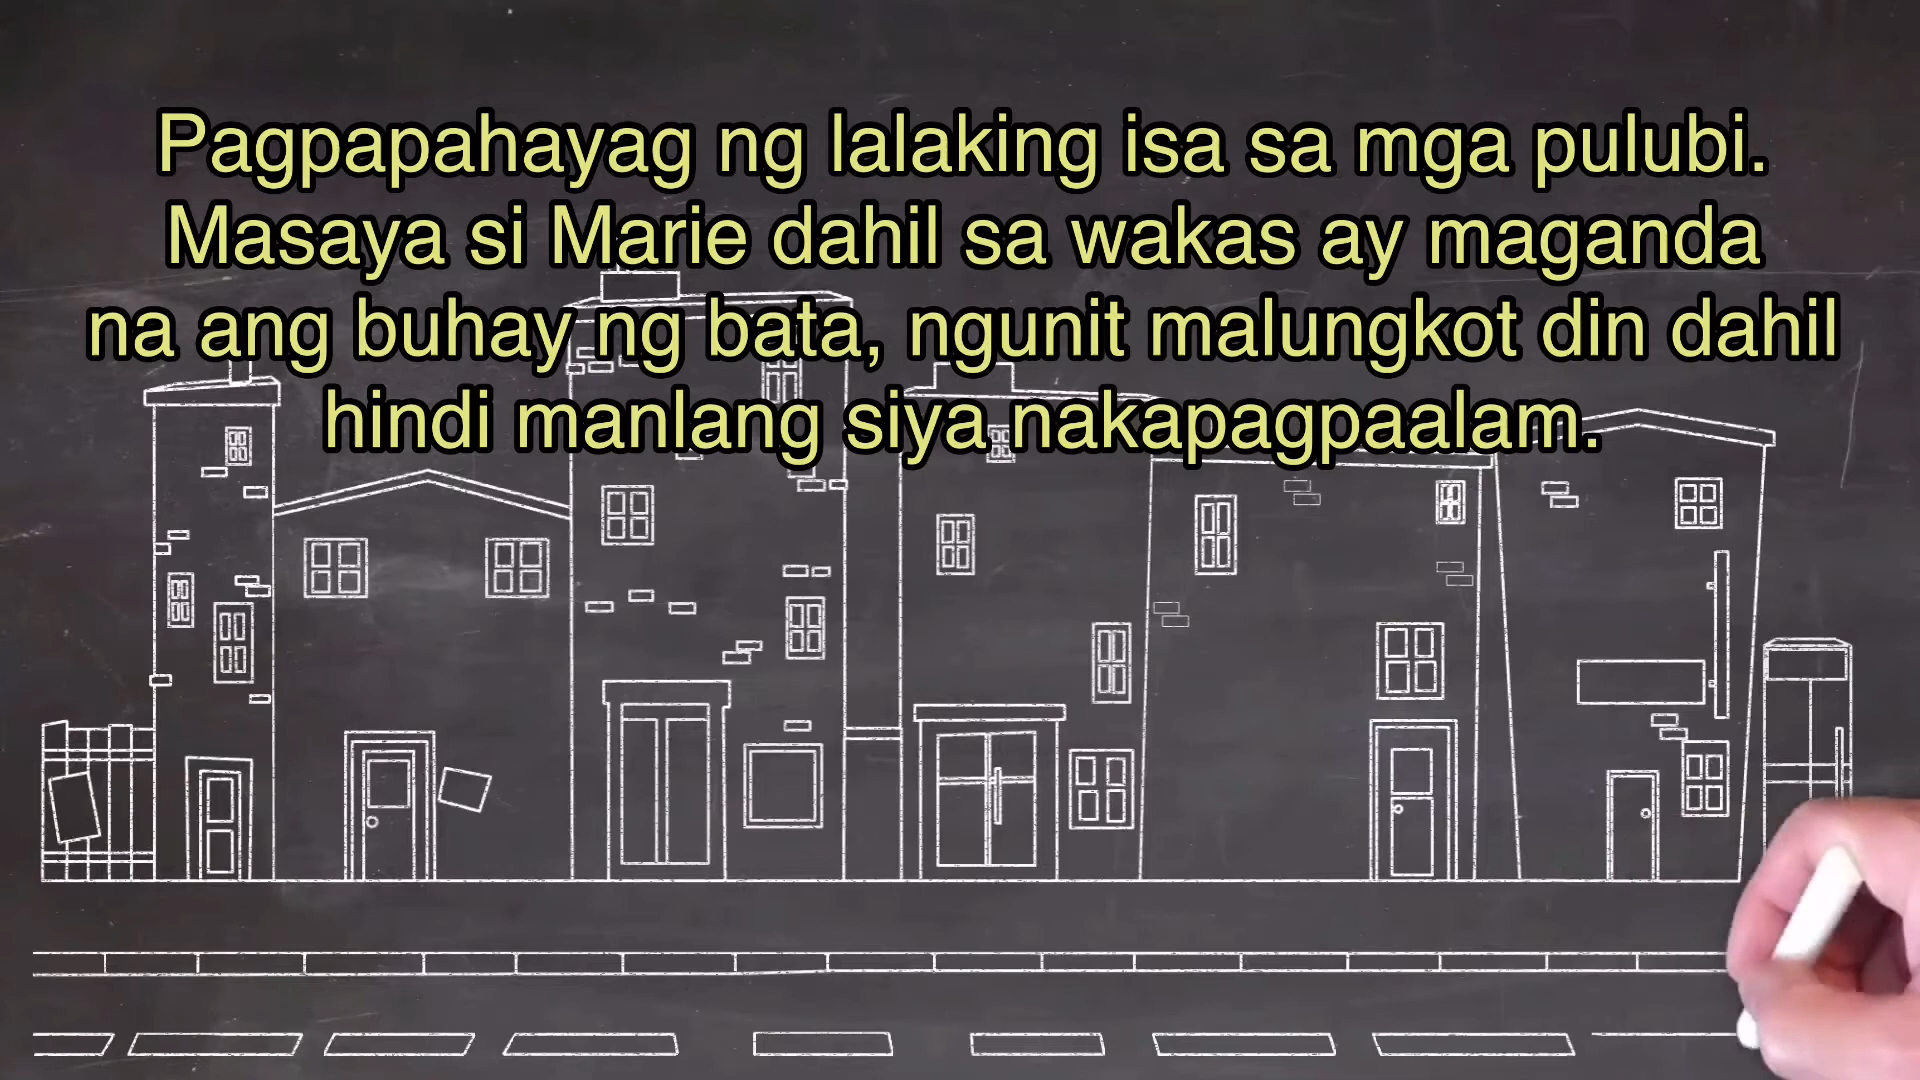 Pagpapahayag ng lalaking isa sa mga pulubi.
Masaya si Marie dahil sa wakas ay maganda
na ang buhay ng bata, ngunit malungkot din dahil
hindi manlang siya nakapagpaalam.